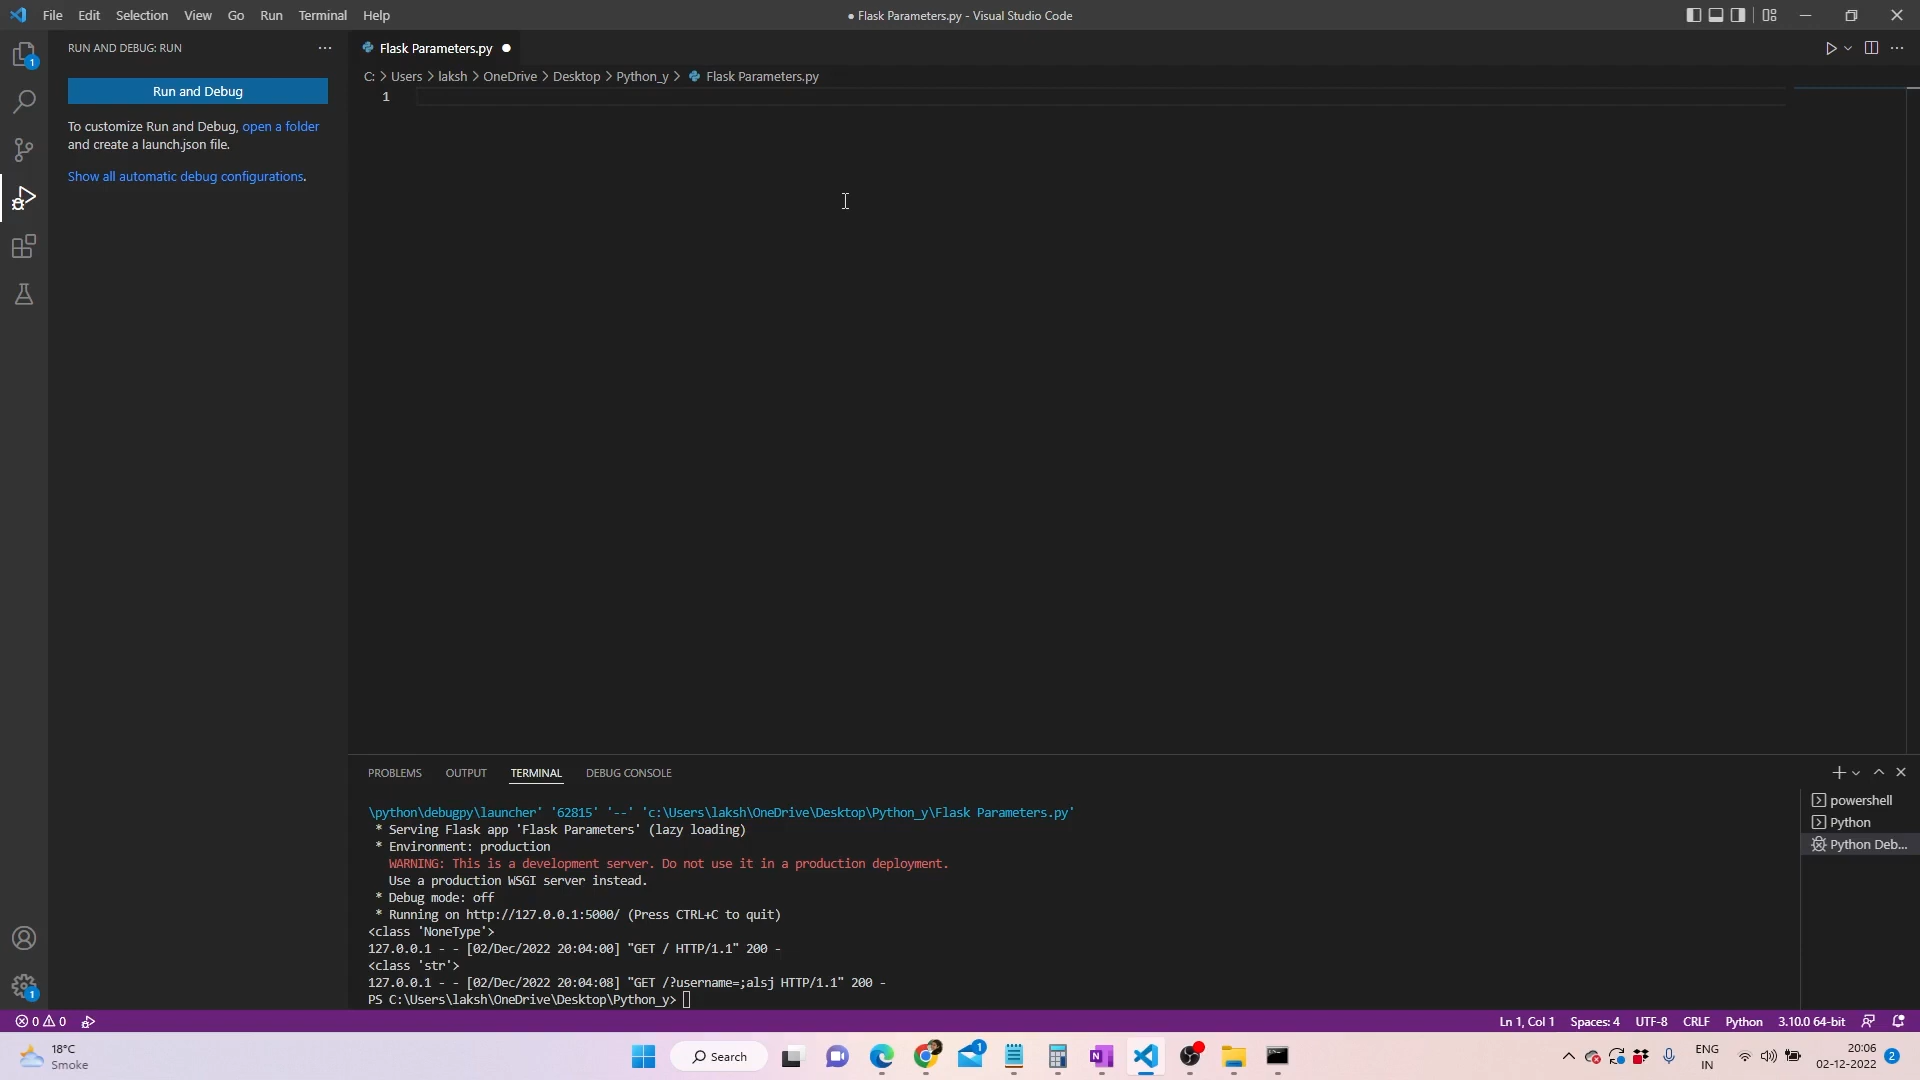 File Edit Selection View Go Run Terminal Help
● Flask Parameters.py - Visual Studio Code
RUN AND DEBUG: RUN
Flask Parameters.py
Run and Debug
C: > Users > laksh > OneDrive > Desktop > Python_y > Flask Parameters.py
1
1
To customize Run and Debug, open a folder
and create a launch.json file.
Show all automatic debug configurations.
PROBLEMS OUTPUT TERMINAL DEBUG CONSOLE
\python\debugpy\launcher' '62815' '--' 'c:\Users\laksh\OneDrive\Desktop\Python_y\Flask Parameters.py'
* Serving Flask app 'Flask Parameters' (lazy loading)
* Environment: production
WARNING: This is a development server. Do not use it in a production deployment.
Use a production WSGI server instead.
* Debug mode: off
* Running on http://127.0.0.1:5000/ (Press CTRL+C to quit)
<class 'NoneType'>
127.0.0.1 - - [02/Dec/2022 20:04:00] "GET / HTTP/1.1" 200 -
<class 'str'>
127.0.0.1 - - [02/Dec/2022 20:04:08] "GET /?username=;alsj HTTP/1.1" 200 -
PS C:\Users\laksh\OneDrive\Desktop\Python_y>
powershell
Python
Python Deb...
1
0 0
Ln 1, Col 1 Spaces: 4 UTF-8 CRLF Python 3.10.0 64-bit
18°C
Smoke
Search
1
ENG
IN
20:06
02-12-2022
2